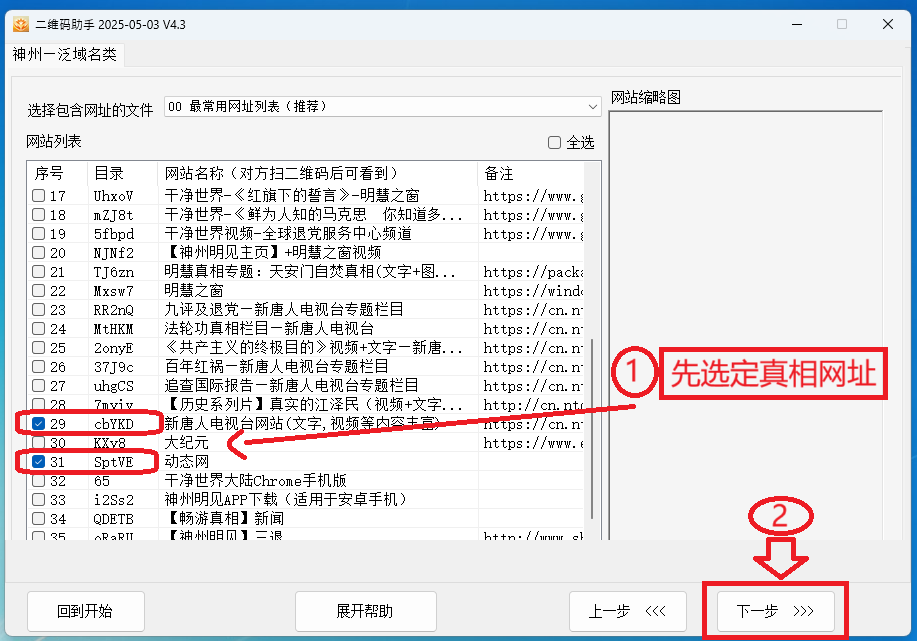 二维码助手 2025-05-03 V4.3
神州一泛域名类
选择包含网址的文件 00 最常用网址列表（推荐）
网站缩略图
网站列表 全选
序号 目录 网站名称（对方扫二维码后可看到） 备注
17 UhxoV 干净世界-《红旗下的誓言》-明慧之窗 https://www.g
18 mZJ8t 干净世界-《鲜为人知的马克思 你知道多... https://www.g
19 5fbpd 干净世界视频-全球退党服务中心频道 https://www.g
20 NJNf2 【神州明见主页】+明慧之窗视频
21 TJ6zn 明慧真相专题：天安门自焚真相(文字+图... https://packa
22 Mxsw7 明慧之窗 https://windo
23 RR2nQ 九评及退党一新唐人电视台专题栏目 https://cn.nt
24 MtHKM 法轮功真相栏目一新唐人电视台 https://cn.nt
25 2onyE 《共产主义的终极目的》视频+文字一新唐... https://cn.nt
26 37J9c 百年红祸一新唐人电视台专题栏目 https://cn.nt
27 uhgCS 追查国际报告一新唐人电视台专题栏目 https://cn.nt
28 【历史系列片】真实的江泽民（视频+文字... http://cn.ntd
29 cbYKD 新唐人电视台网站(文字,视频等内容丰富) https://cn.nt
30 KXy8 大纪元 https://www.e
31 SptVE 动态网
32 65 干净世界大陆Chrome手机版
33 i2Ss2 神州明见APP下载（适用于安卓手机）
34 QDETB 【畅游真相】新闻
35 oRaRU 【神州明见】三退 http://www.sh
1 先选定真相网址
2
回到开始 展开帮助 上一步 <<< 下一步 >>>